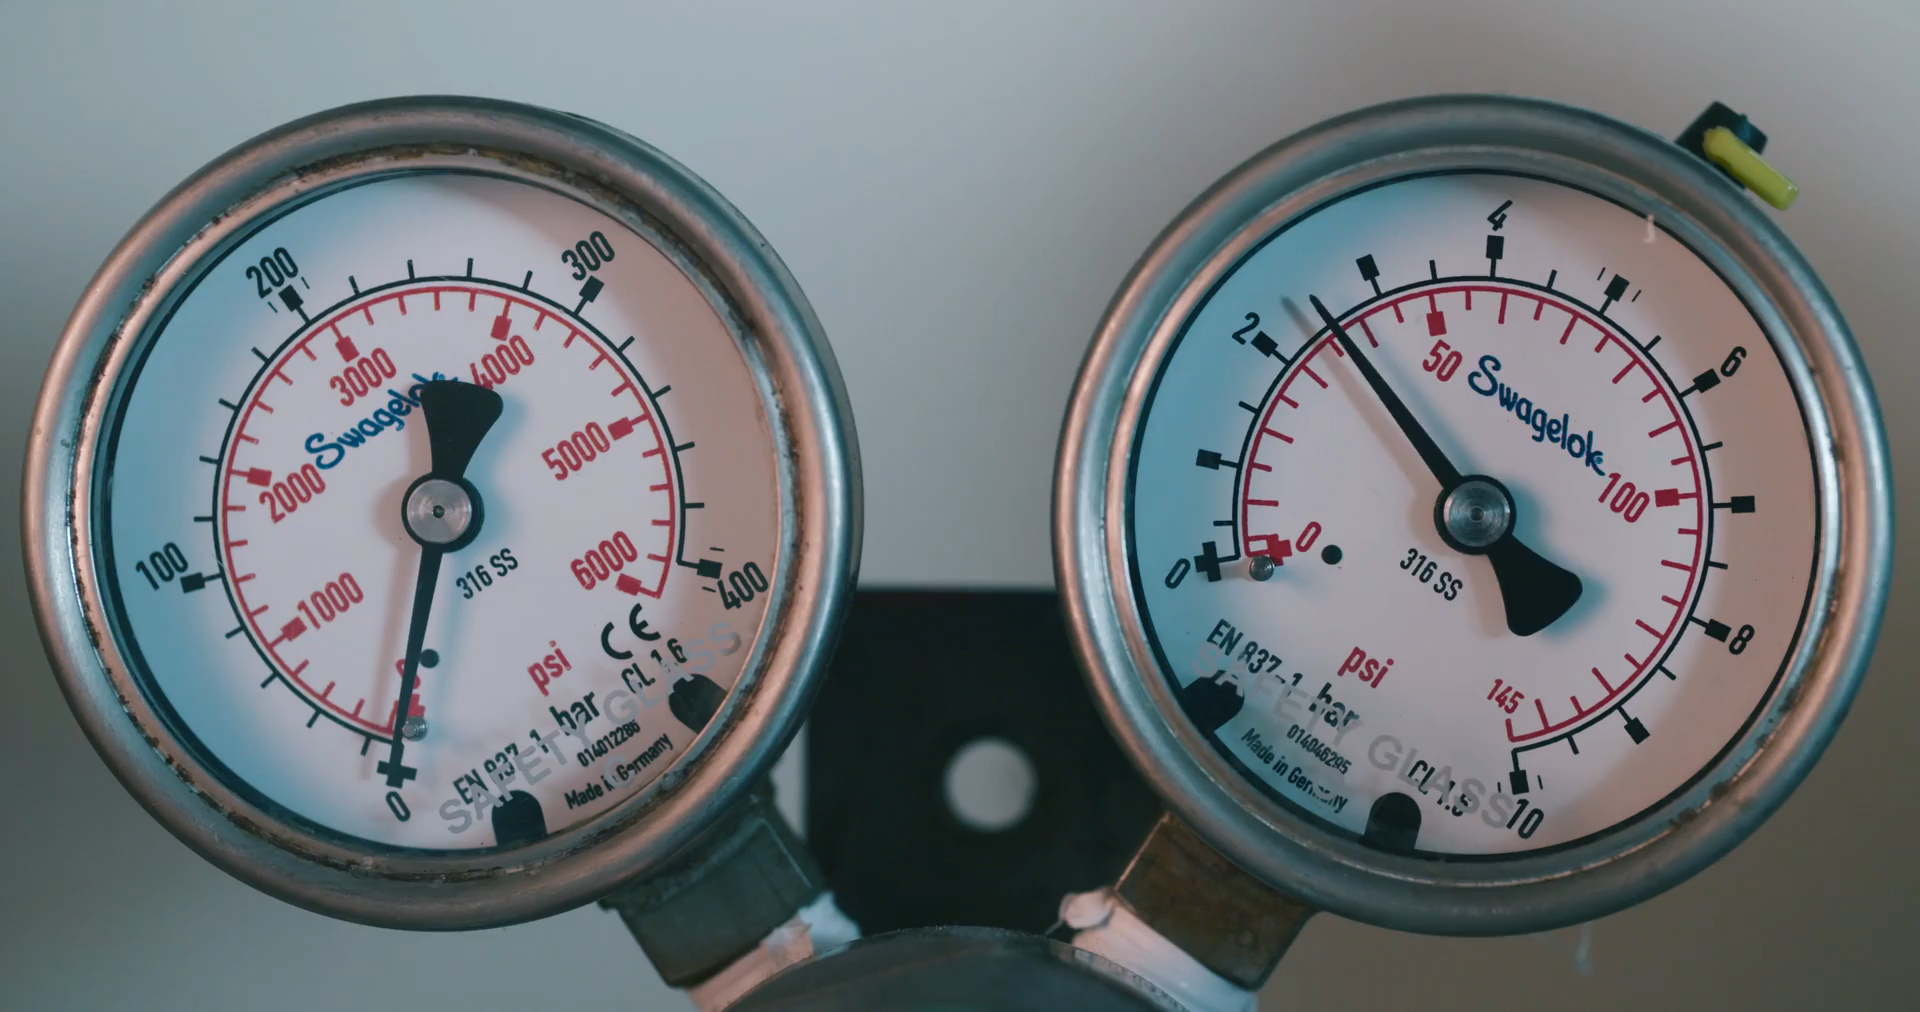 200
300
100
400
0
3000
4000
2000
5000
1000
6000
0
Swagelok
316 SS
psi
CE
CL 1.6
EN 837-1 bar
SAFETY GLASS
014012286
Made in Germany
4
2
6
8
0
10
50
100
0
145
Swagelok
316 SS
psi
EN 837-1 bar
SAFETY GLASS
014046295
Made in Germany
CL 1.6